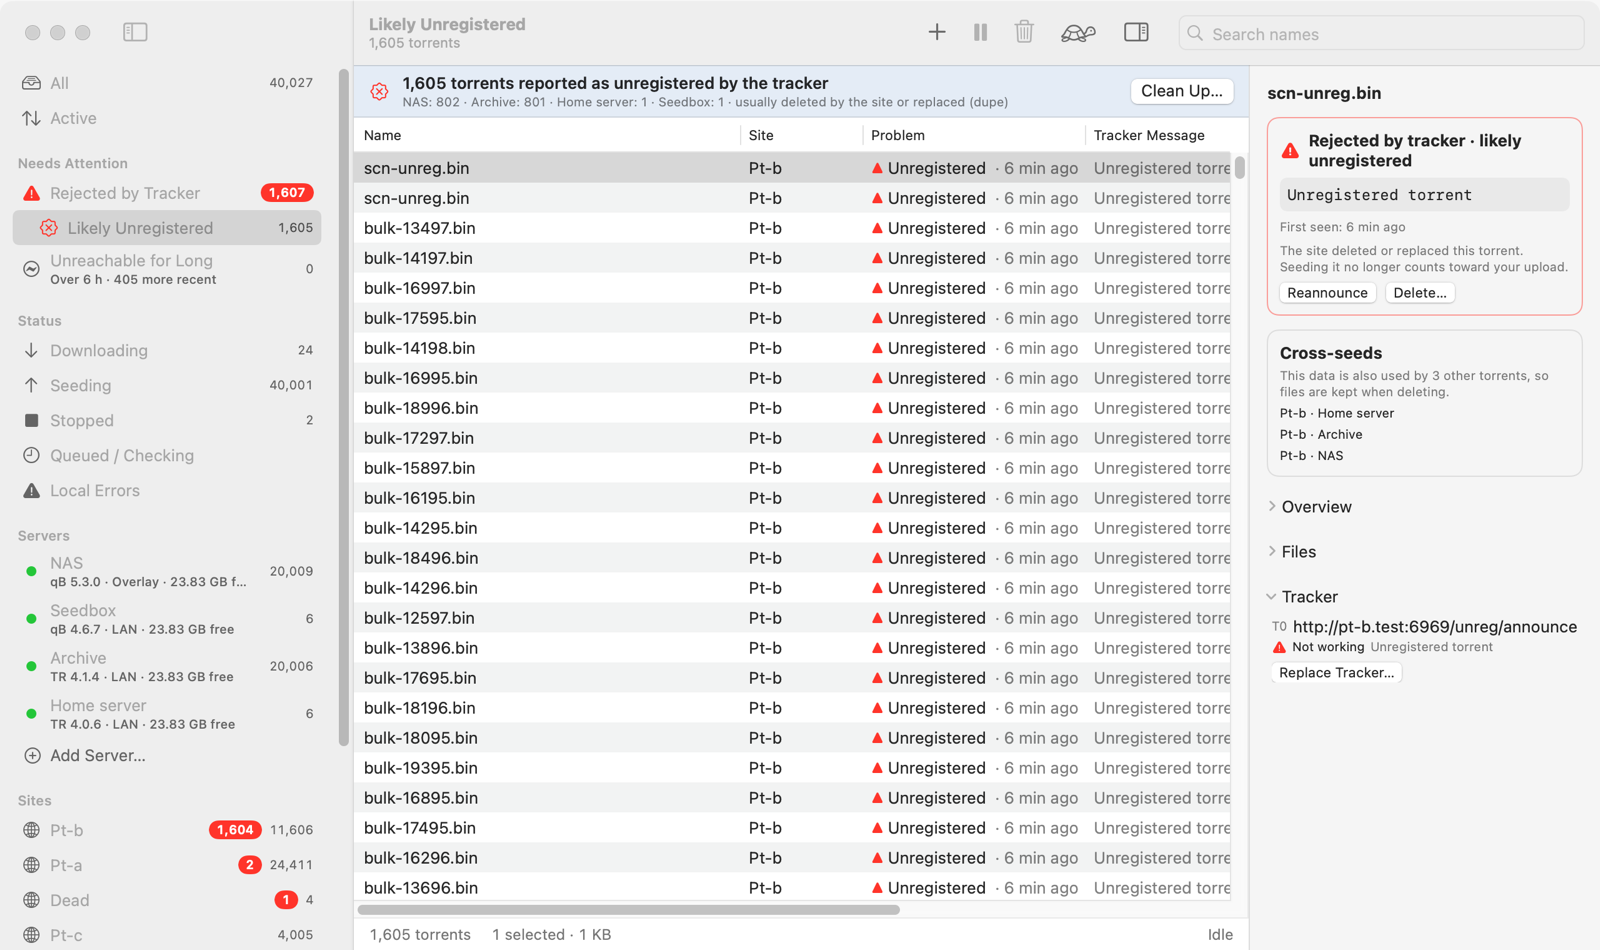 Likely Unregistered
1,605 torrents
Search names
All 40,027
Active
Needs Attention
Rejected by Tracker 1,607
Likely Unregistered 1,605
Unreachable for Long 0
Over 6 h · 405 more recent
Status
Downloading 24
Seeding 40,001
Stopped 2
Queued / Checking
Local Errors
Servers
NAS 20,009
qB 5.3.0 · Overlay · 23.83 GB f...
Seedbox 6
qB 4.6.7 · LAN · 23.83 GB free
Archive 20,006
TR 4.1.4 · LAN · 23.83 GB free
Home server 6
TR 4.0.6 · LAN · 23.83 GB free
Add Server...
Sites
Pt-b 1,604 11,606
Pt-a 2 24,411
Dead 1 4
Pt-c 4,005
1,605 torrents reported as unregistered by the tracker
NAS: 802 · Archive: 801 · Home server: 1 · Seedbox: 1 · usually deleted by the site or replaced (dupe)
Clean Up...
Name Site Problem Tracker Message
scn-unreg.bin Pt-b Unregistered · 6 min ago Unregistered torre
scn-unreg.bin Pt-b Unregistered · 6 min ago Unregistered torre
bulk-13497.bin Pt-b Unregistered · 6 min ago Unregistered torre
bulk-14197.bin Pt-b Unregistered · 6 min ago Unregistered torre
bulk-16997.bin Pt-b Unregistered · 6 min ago Unregistered torre
bulk-17595.bin Pt-b Unregistered · 6 min ago Unregistered torre
bulk-14198.bin Pt-b Unregistered · 6 min ago Unregistered torre
bulk-16995.bin Pt-b Unregistered · 6 min ago Unregistered torre
bulk-18996.bin Pt-b Unregistered · 6 min ago Unregistered torre
bulk-17297.bin Pt-b Unregistered · 6 min ago Unregistered torre
bulk-15897.bin Pt-b Unregistered · 6 min ago Unregistered torre
bulk-16195.bin Pt-b Unregistered · 6 min ago Unregistered torre
bulk-14295.bin Pt-b Unregistered · 6 min ago Unregistered torre
bulk-18496.bin Pt-b Unregistered · 6 min ago Unregistered torre
bulk-14296.bin Pt-b Unregistered · 6 min ago Unregistered torre
bulk-12597.bin Pt-b Unregistered · 6 min ago Unregistered torre
bulk-13896.bin Pt-b Unregistered · 6 min ago Unregistered torre
bulk-17695.bin Pt-b Unregistered · 6 min ago Unregistered torre
bulk-18196.bin Pt-b Unregistered · 6 min ago Unregistered torre
bulk-18095.bin Pt-b Unregistered · 6 min ago Unregistered torre
bulk-19395.bin Pt-b Unregistered · 6 min ago Unregistered torre
bulk-16895.bin Pt-b Unregistered · 6 min ago Unregistered torre
bulk-17495.bin Pt-b Unregistered · 6 min ago Unregistered torre
bulk-16296.bin Pt-b Unregistered · 6 min ago Unregistered torre
bulk-13696.bin Pt-b Unregistered · 6 min ago Unregistered torre
1,605 torrents 1 selected · 1 KB Idle
scn-unreg.bin
Rejected by tracker · likely
unregistered
Unregistered torrent
First seen: 6 min ago
The site deleted or replaced this torrent.
Seeding it no longer counts toward your upload.
Reannounce Delete...
Cross-seeds
This data is also used by 3 other torrents, so
files are kept when deleting.
Pt-b · Home server
Pt-b · Archive
Pt-b · NAS
Overview
Files
Tracker
T0 http://pt-b.test:6969/unreg/announce
Not working Unregistered torrent
Replace Tracker...